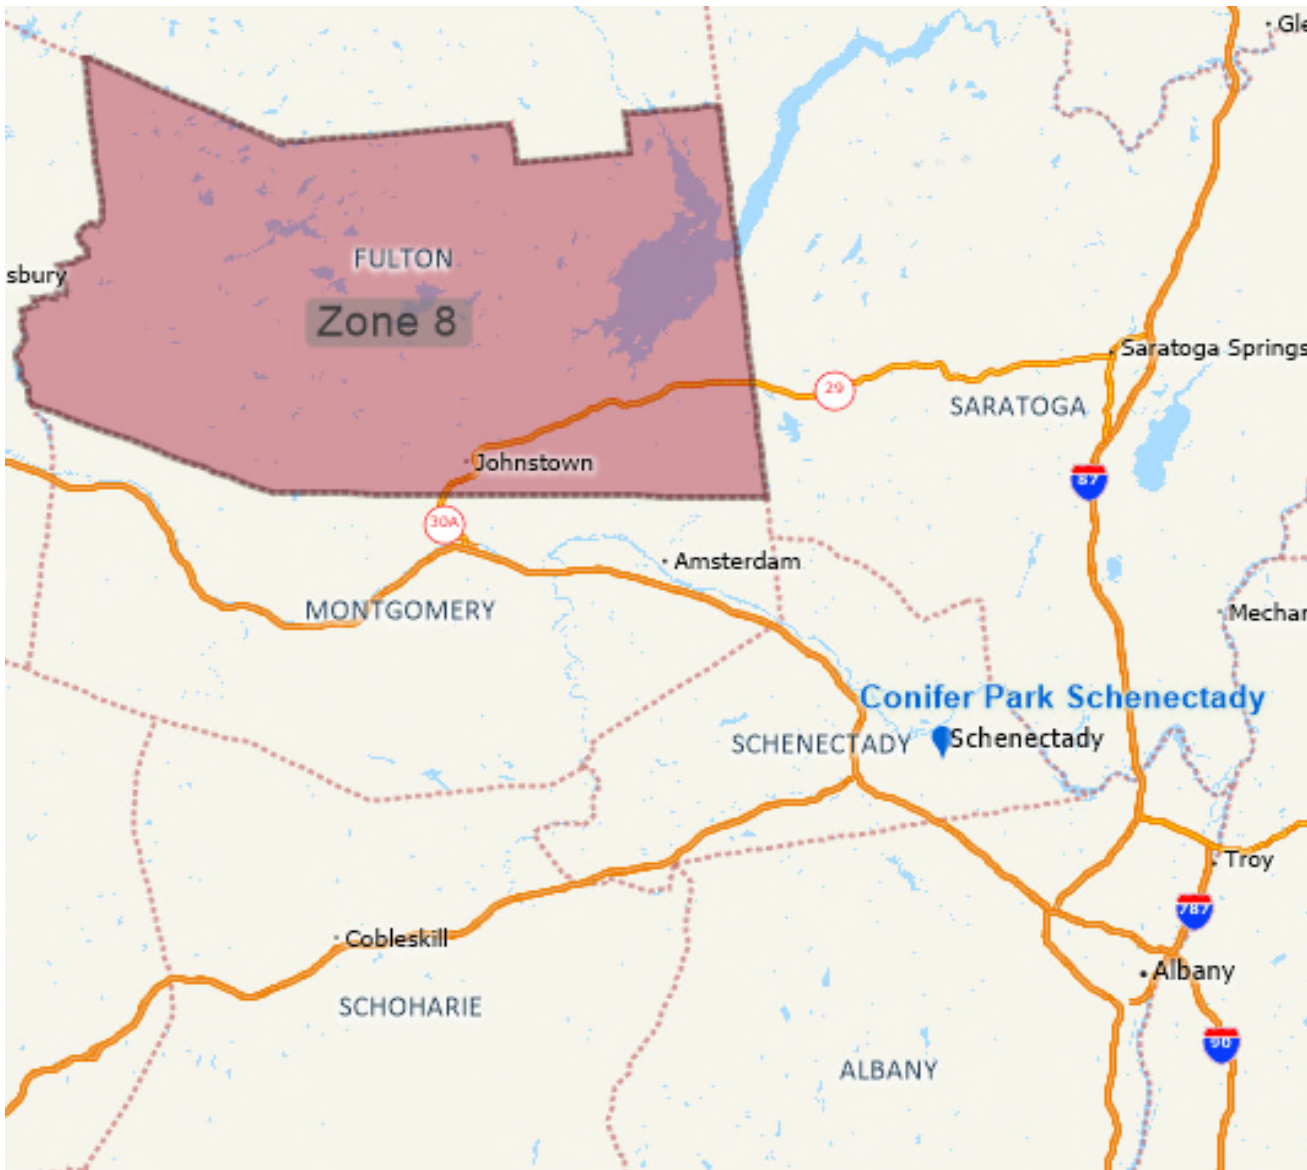 Gle
FULTON
sbury
Zone 8
Saratoga Springs
29
SARATOGA
Johnstown
87
30A
Amsterdam
MONTGOMERY
Mechan
Conifer Park Schenectady
SCHENECTADY
Schenectady
Troy
787
Cobleskill
Albany
SCHOHARIE
90
ALBANY